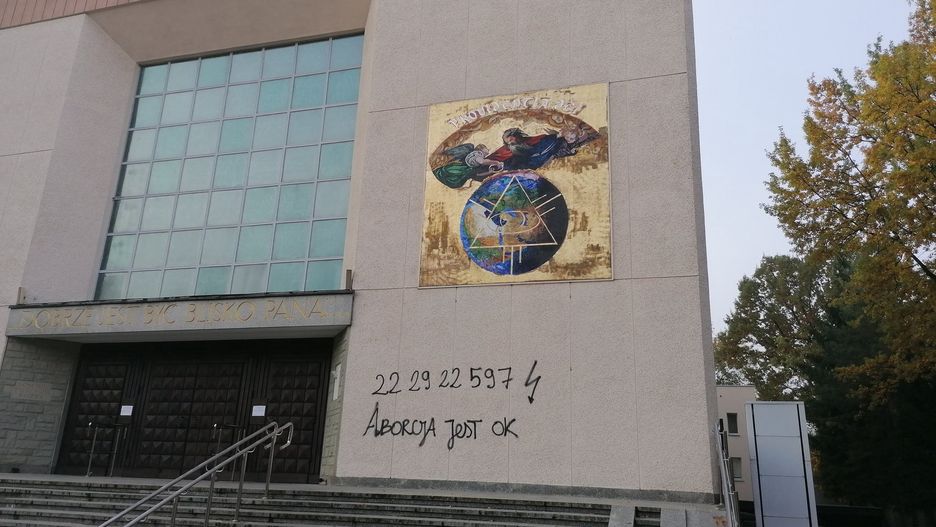 DOBRZE JEST BYĆ BLISKO PANA
22 29 22 597
ABORCJA JEST OK